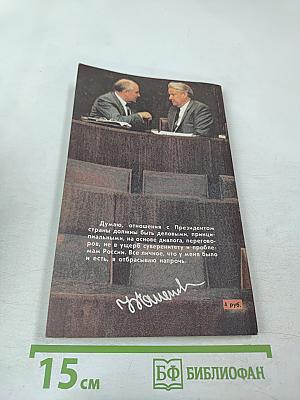 Думаю, отношения с Президентом
страны должны быть деловыми, принци-
пиальными, на основе диалога, перегово-
ров, не в ущерб суверенитету и пробле-
мам России. Все личное, что у меня было
и есть, я отбрасываю напрочь.
4 руб.
15 см
БФ БИБЛИОФАН